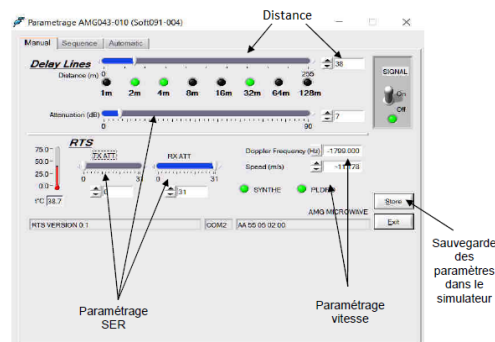 Distance
Parametrage AMG043-010 (Soft091-004)
Manual Sequence Automatic
Delay Lines
Distance (m) 0 255 38
1m 2m 4m 8m 16m 32m 64m 128m
SIGNAL
On
Off
Attenuation (dB) 0 90 7
RTS
75.0
50.0
25.0
0.0
t°C 38.7
TX ATT
0 31
RX ATT
0 31
31
Doppler Frequency (Hz) -1799.000
Speed (m/s)
SYNTHE
AMG MICROWAVE
Store
Exit
RTS VERSION 0.1 COM2 AA 55 05 02 00
Sauvegarde
des
paramètres
dans le
simulateur
Paramétrage
SER
Paramétrage
vitesse